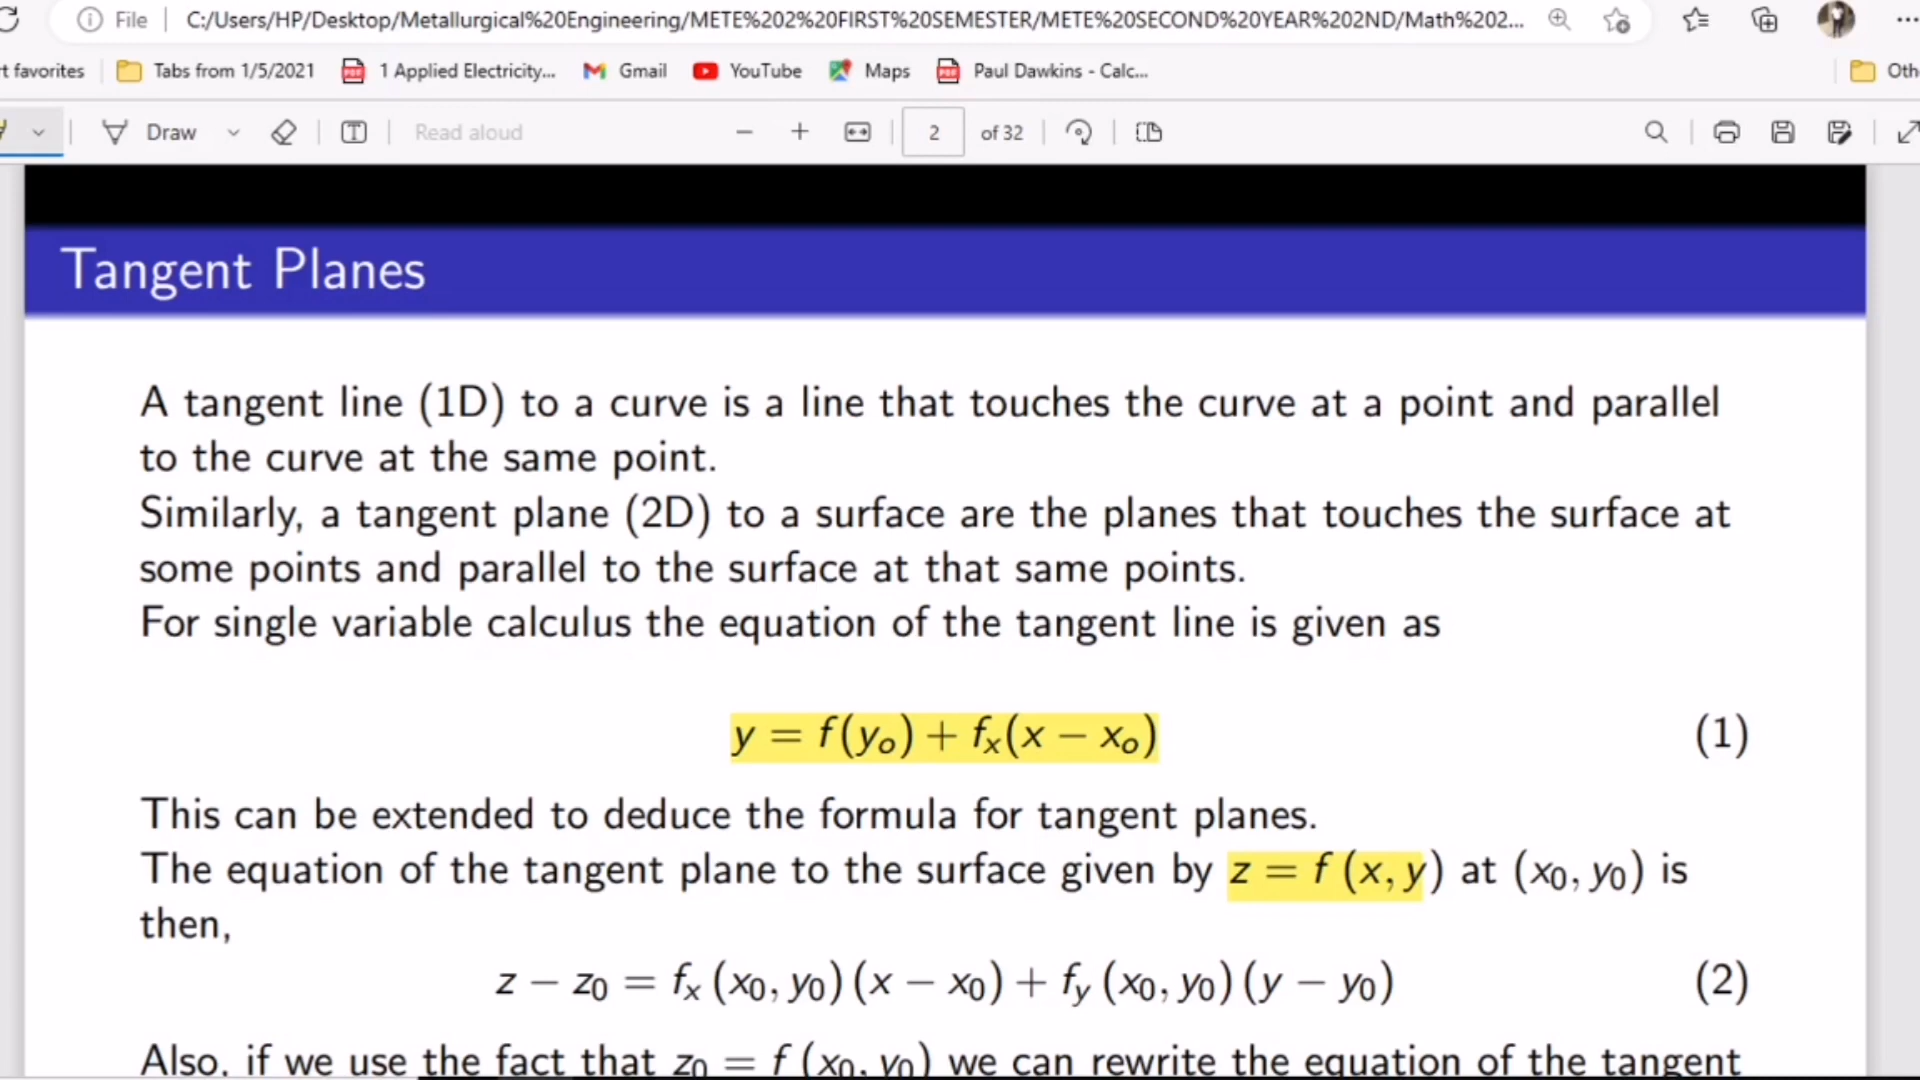 File C:/Users/HP/Desktop/Metallurgical%20Engineering/METE%202%20FIRST%20SEMESTER/METE%20SECOND%20YEAR%202ND/Math%202...
t favorites Tabs from 1/5/2021 1 Applied Electricity... Gmail YouTube Maps Paul Dawkins - Calc... Oth
Draw Read aloud 2 of 32
Tangent Planes
A tangent line (1D) to a curve is a line that touches the curve at a point and parallel
to the curve at the same point.
Similarly, a tangent plane (2D) to a surface are the planes that touches the surface at
some points and parallel to the surface at that same points.
For single variable calculus the equation of the tangent line is given as
y = f(yₒ) + fₓ(x − xₒ) (1)
This can be extended to deduce the formula for tangent planes.
The equation of the tangent plane to the surface given by z = f (x, y) at (x₀, y₀) is
then,
z − z₀ = fₓ (x₀, y₀) (x − x₀) + f_y (x₀, y₀) (y − y₀) (2)
Also, if we use the fact that z₀ = f (x₀, y₀) we can rewrite the equation of the tangent